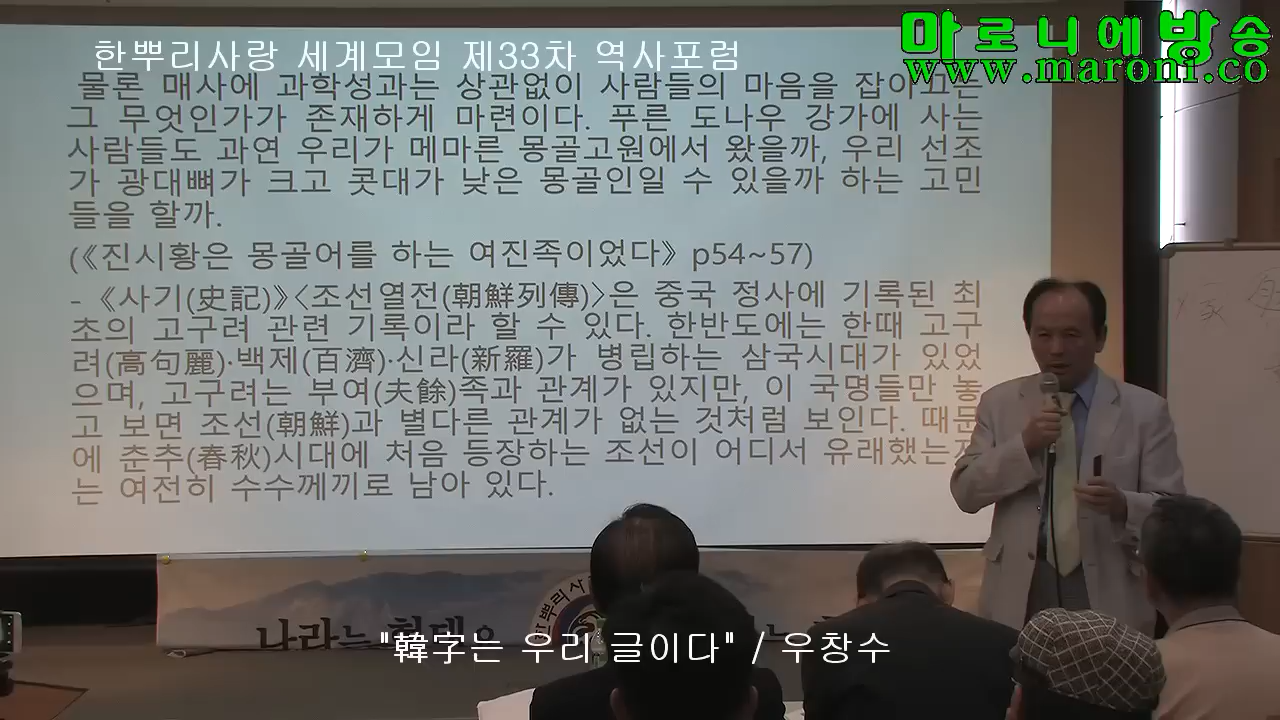 마로니에방송
www.maroni.co
한뿌리사랑 세계모임 제33차 역사포럼
물론 매사에 과학성과는 상관없이 사람들의 마음을 잡아끄는
그 무엇인가가 존재하게 마련이다. 푸른 도나우 강가에 사는
사람들도 과연 우리가 메마른 몽골고원에서 왔을까, 우리 선조
가 광대뼈가 크고 콧대가 낮은 몽골인일 수 있을까 하는 고민
들을 할까.
(《진시황은 몽골어를 하는 여진족이었다》 p54~57)
- 《사기(史記)》〈조선열전(朝鮮列傳)〉은 중국 정사에 기록된 최
초의 고구려 관련 기록이라 할 수 있다. 한반도에는 한때 고구
려(高句麗)·백제(百濟)·신라(新羅)가 병립하는 삼국시대가 있었
으며, 고구려는 부여(夫餘)족과 관계가 있지만, 이 국명들만 놓
고 보면 조선(朝鮮)과 별다른 관계가 없는 것처럼 보인다. 때문
에 춘추(春秋)시대에 처음 등장하는 조선이 어디서 유래했는지
는 여전히 수수께끼로 남아 있다.
나라는
"韓字는 우리 글이다" / 우창수